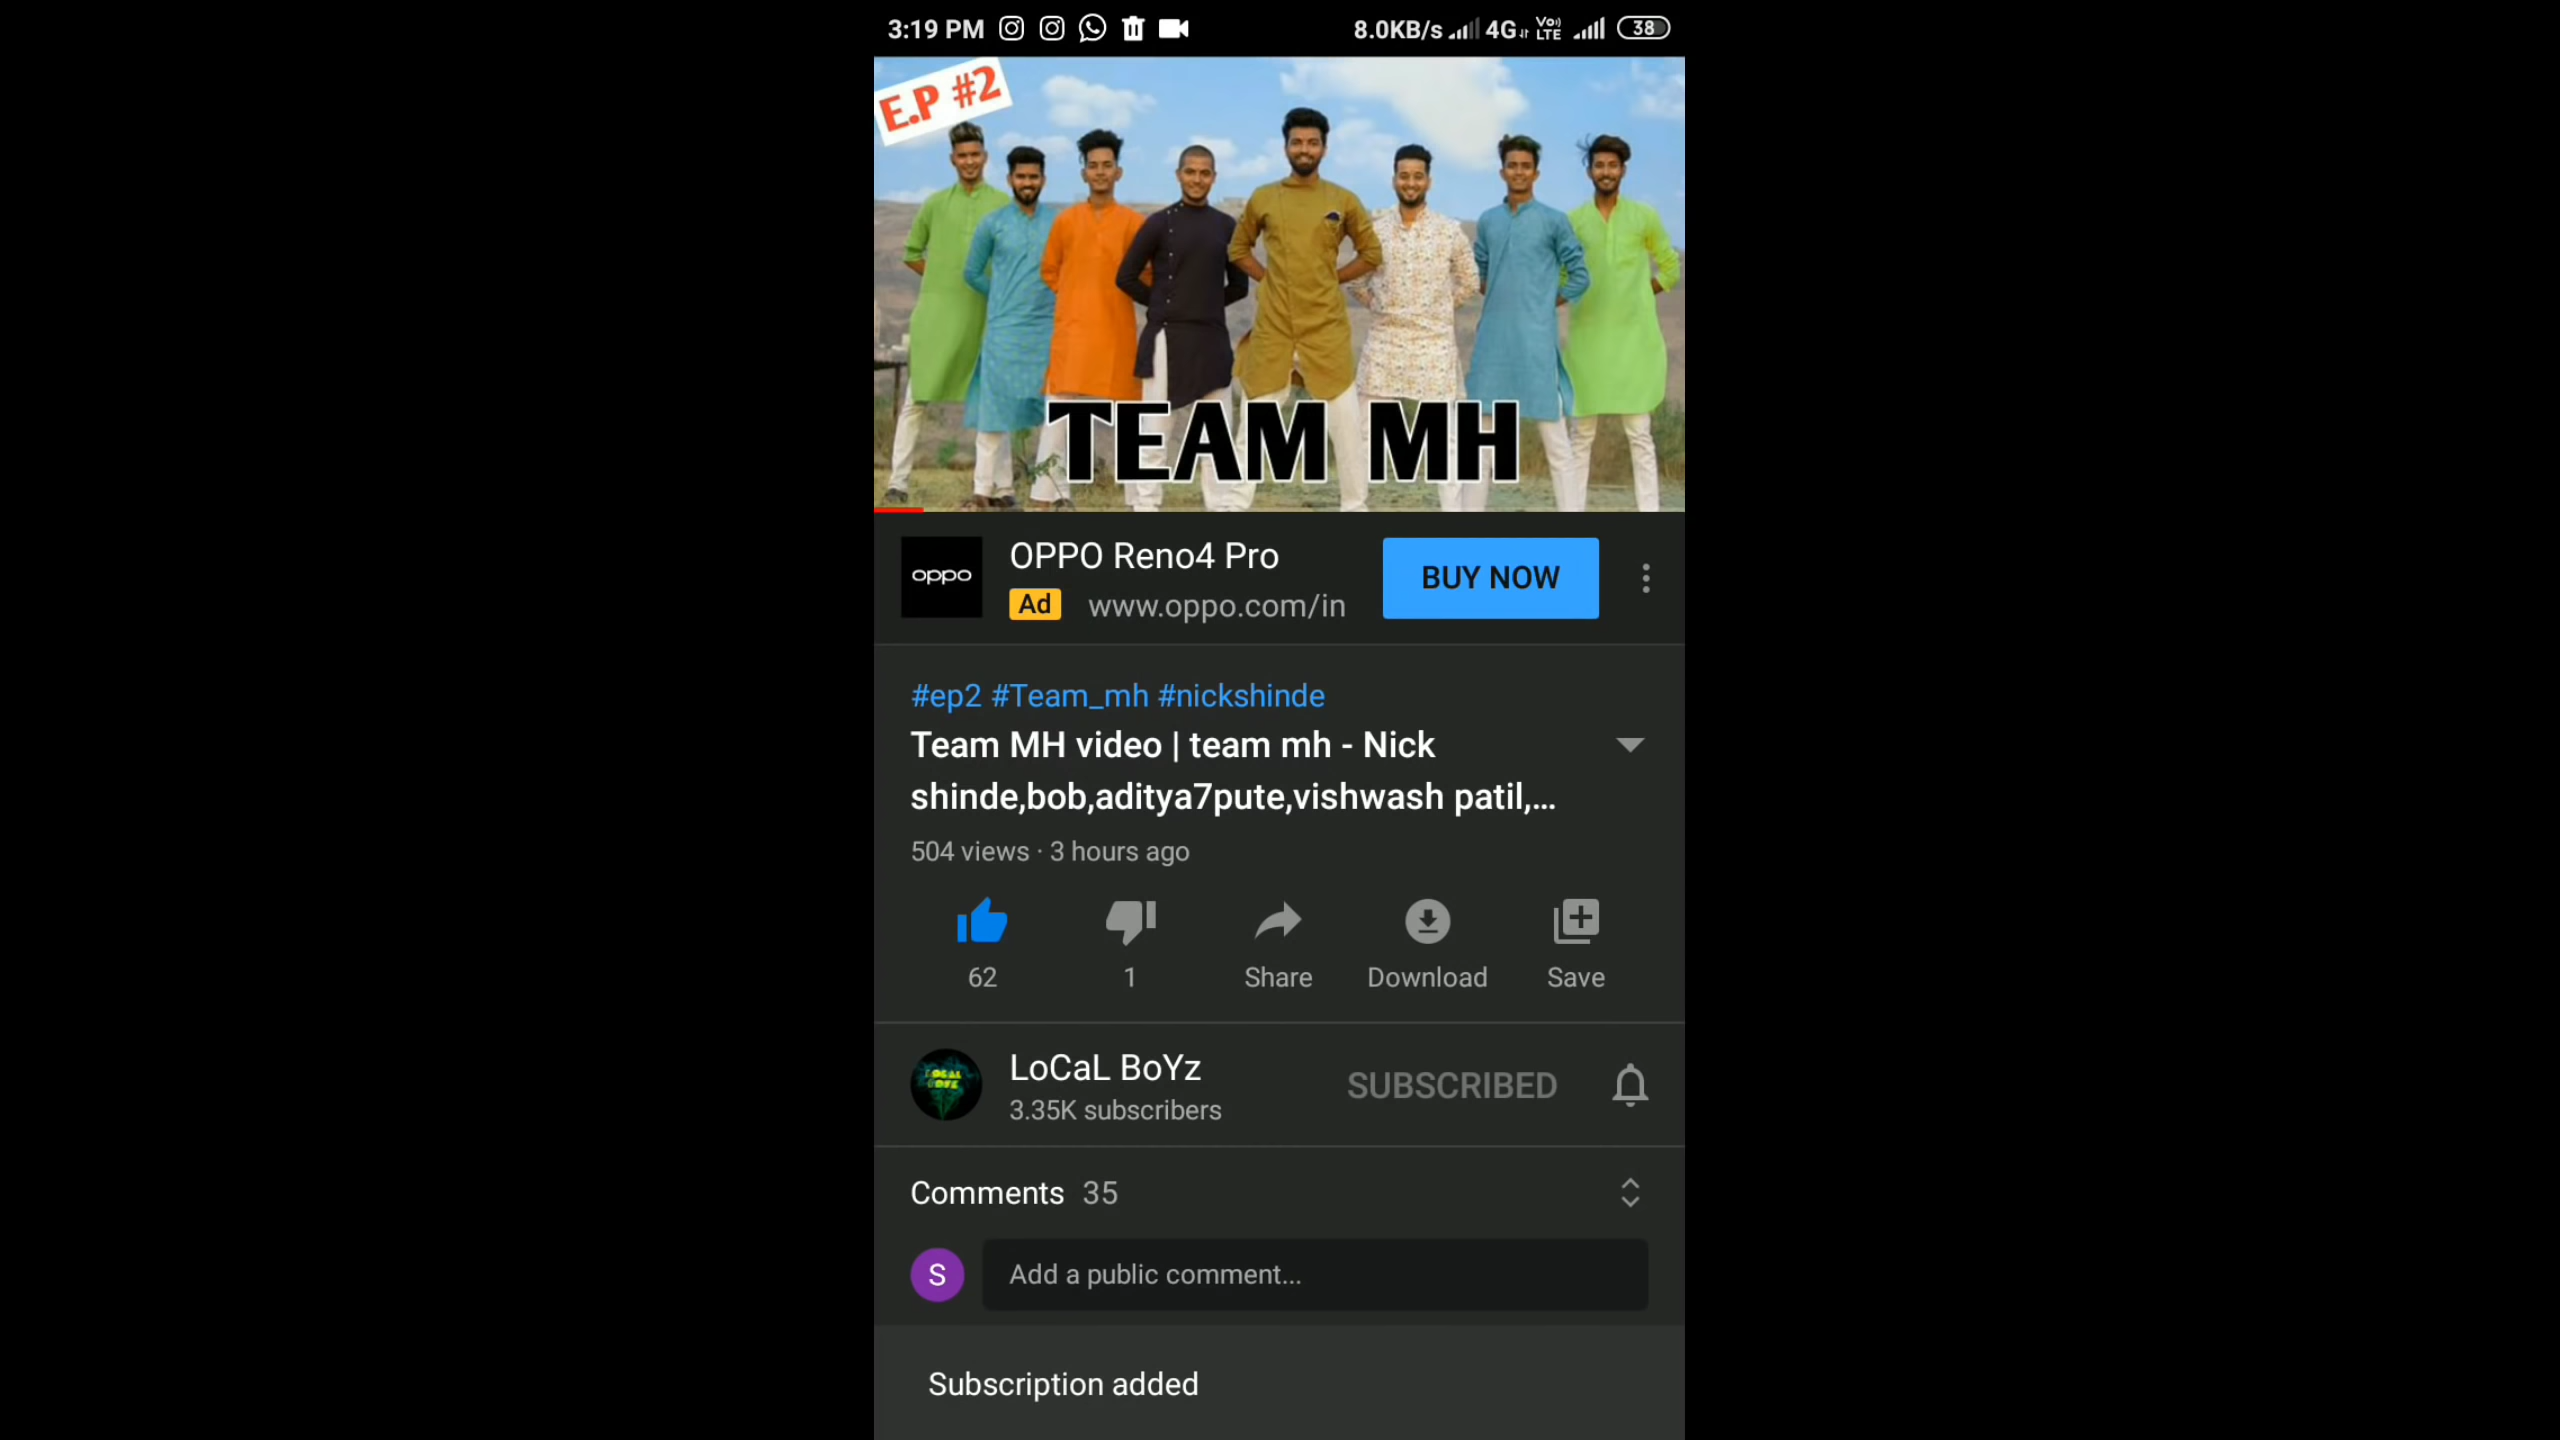 3:19 PM
8.0KB/s 4G Vo) LTE 38
E.P #2
TEAM MH
oppo
OPPO Reno4 Pro
Ad www.oppo.com/in
BUY NOW
#ep2 #Team_mh #nickshinde
Team MH video | team mh - Nick
shinde,bob,aditya7pute,vishwash patil,...
504 views · 3 hours ago
62 1 Share Download Save
LOCAL
LoCaL BoYz
3.35K subscribers
SUBSCRIBED
Comments 35
S
Add a public comment...
Subscription added